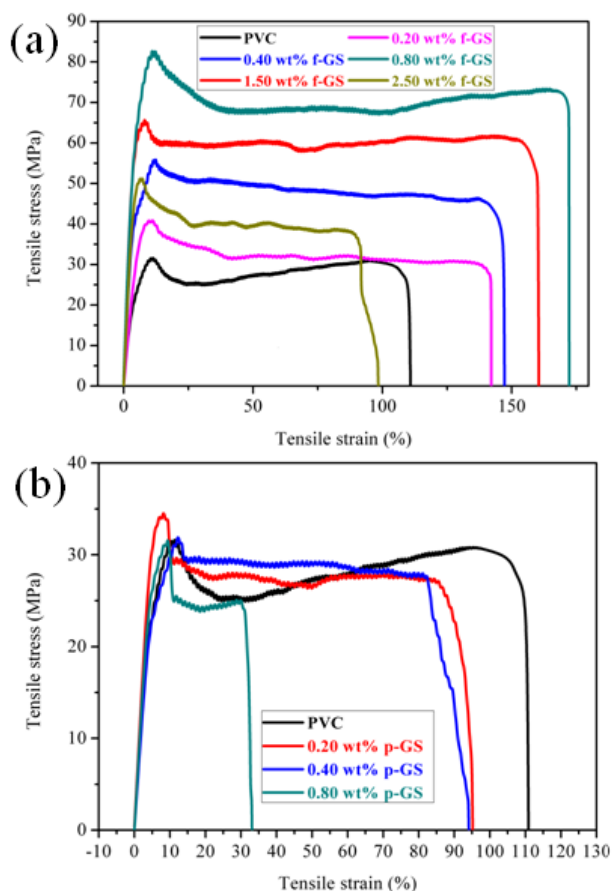 (a)
PVC 0.20 wt% f-GS
0.40 wt% f-GS 0.80 wt% f-GS
1.50 wt% f-GS 2.50 wt% f-GS
Tensile stress (MPa)
90
80
70
60
50
40
30
20
10
0
0 50 100 150
Tensile strain (%)
(b)
Tensile stress (MPa)
40
30
20
10
0
PVC
0.20 wt% p-GS
0.40 wt% p-GS
0.80 wt% p-GS
-10 0 10 20 30 40 50 60 70 80 90 100 110 120 130
Tensile strain (%)